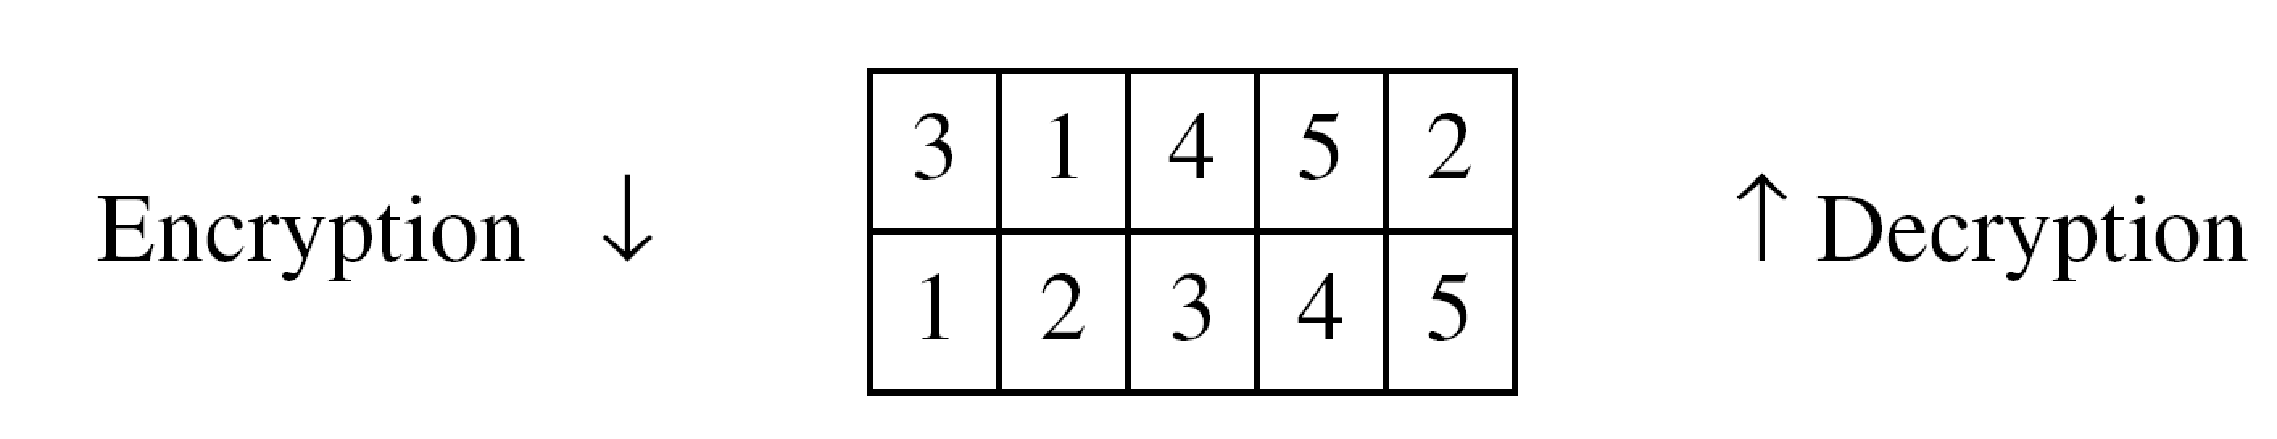 3 1 4 5 2
Encryption ↓ ↑ Decryption
1 2 3 4 5